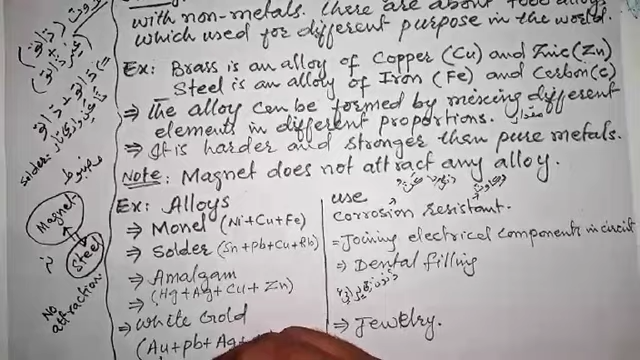 with non-metals. There are about 7000 alloys
which used for different purpose in the world.
Ex: Brass is an alloy of Copper (Cu) and Zinc (Zn)
Steel is an alloy of Iron (Fe) and Cerbon (c)
⇒ The alloy can be formed by mixing different
elements in different proportions.
مقدار
⇒ It is harder and stronger than pure metals.
Note: Magnet does not attract any alloy.
Ex: Alloys
⇒ Monel (Ni+Cu+Fe)
⇒ Solder (Sn+Pb+Cu+Rb)
⇒ Amalgam
(Hg+Ag+Cu+Zn)
⇒ White Gold
(Au+pb+Ag+
use
corrosion resistant.
⇒ Joining electrical components in circuit
⇒ Dental filling
⇒ Jewelry.
solder:
مضبوط
Magnet
Steel
No
attraction.